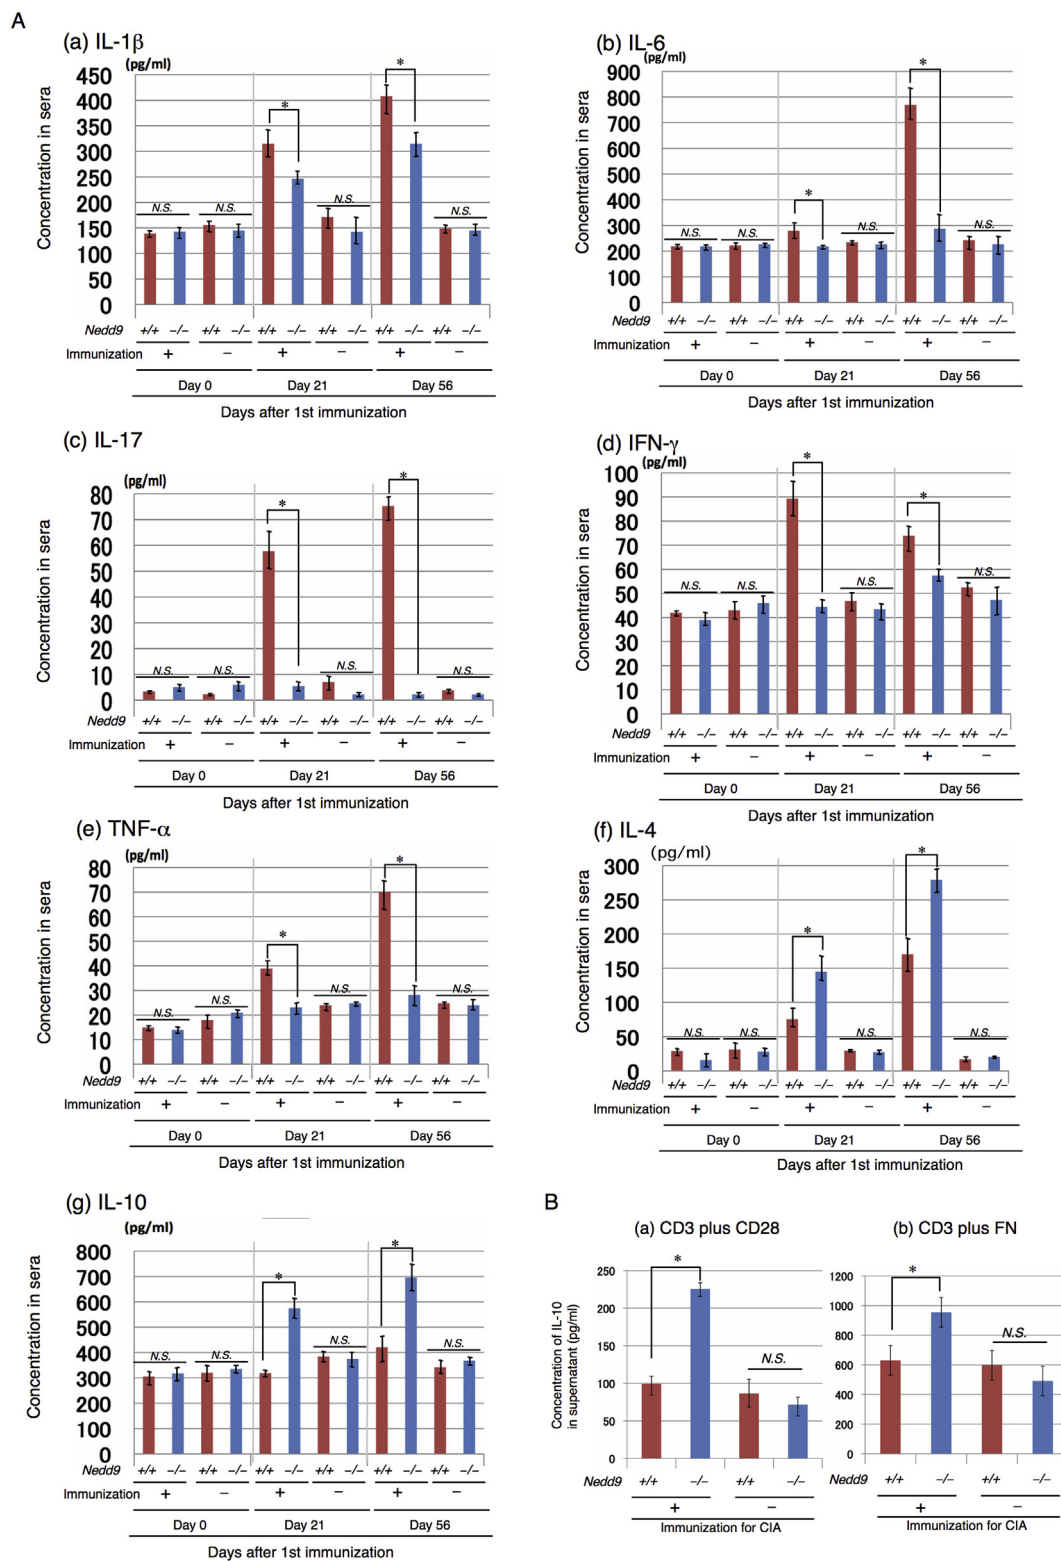 A
(a) IL-1β
(pg/ml)
Concentration in sera
450
400
350
300
250
200
150
100
50
0
*
*
N.S.
N.S.
N.S.
N.S.
Nedd9 +/+ −/− +/+ −/− +/+ −/− +/+ −/− +/+ −/− +/+ −/−
Immunization + − + − + −
Day 0 Day 21 Day 56
Days after 1st immunization
(b) IL-6
(pg/ml)
Concentration in sera
900
800
700
600
500
400
300
200
100
0
*
*
N.S.
N.S.
N.S.
N.S.
Nedd9 +/+ −/− +/+ −/− +/+ −/− +/+ −/− +/+ −/− +/+ −/−
Immunization + − + − + −
Day 0 Day 21 Day 56
Days after 1st immunization
(c) IL-17
(pg/ml)
Concentration in sera
80
70
60
50
40
30
20
10
0
*
*
N.S.
N.S.
N.S.
N.S.
Nedd9 +/+ −/− +/+ −/− +/+ −/− +/+ −/− +/+ −/− +/+ −/−
Immunization + − + − + −
Day 0 Day 21 Day 56
Days after 1st immunization
(d) IFN-γ
(pg/ml)
Concentration in sera
100
90
80
70
60
50
40
30
20
10
0
*
*
N.S.
N.S.
N.S.
N.S.
Nedd9 +/+ −/− +/+ −/− +/+ −/− +/+ −/− +/+ −/− +/+ −/−
Immunization + − + − + −
Day 0 Day 21 Day 56
Days after 1st immunization
(e) TNF-α
(pg/ml)
Concentration in sera
80
70
60
50
40
30
20
10
0
*
*
N.S.
N.S.
N.S.
N.S.
Nedd9 +/+ −/− +/+ −/− +/+ −/− +/+ −/− +/+ −/− +/+ −/−
Immunization + − + − + −
Day 0 Day 21 Day 56
Days after 1st immunization
(f) IL-4
(pg/ml)
Concentration in sera
300
250
200
150
100
50
0
*
*
N.S.
N.S.
N.S.
N.S.
Nedd9 +/+ −/− +/+ −/− +/+ −/− +/+ −/− +/+ −/− +/+ −/−
Immunization + − + − + −
Day 0 Day 21 Day 56
Days after 1st immunization
(g) IL-10
(pg/ml)
Concentration in sera
800
700
600
500
400
300
200
100
0
*
*
N.S.
N.S.
N.S.
N.S.
Nedd9 +/+ −/− +/+ −/− +/+ −/− +/+ −/− +/+ −/− +/+ −/−
Immunization + − + − + −
Day 0 Day 21 Day 56
Days after 1st immunization
B
(a) CD3 plus CD28
Concentration of IL-10
in supernatant (pg/ml)
250
200
150
100
50
0
*
N.S.
Nedd9 +/+ −/− +/+ −/−
+ −
Immunization for CIA
(b) CD3 plus FN
1200
1000
800
600
400
200
0
*
N.S.
+/+ −/− +/+ −/−
+ −
Immunization for CIA